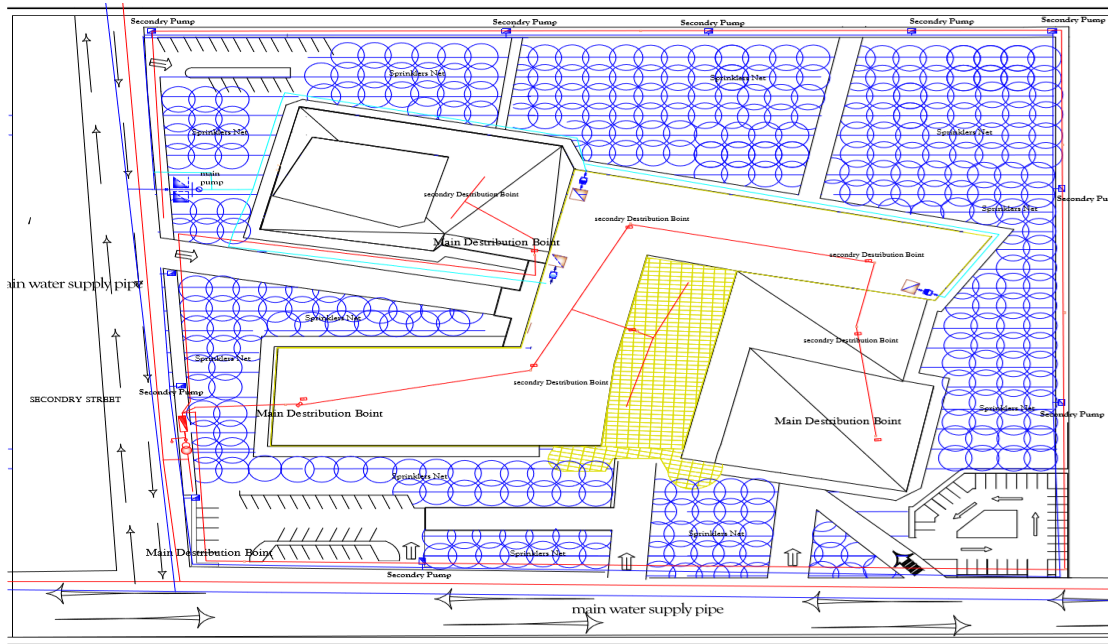 Secondry Pump
Secondry Pump
Secondry Pump
Secondry Pump
Secondry Pump
Sprinklers Net
Sprinklers Net
Sprinklers Net
Sprinklers Net
main
pump
secondry Destribution Boint
Secondry Pu
Sprinklers Net
secondry Destribution Boint
Main Destribution Boint
secondry Destribution Boint
ain water supply pipe
Sprinklers Net
secondry Destribution Boint
Sprinklers Net
secondry Destribution Boint
Secondry Pump
SECONDRY STREET
Main Destribution Boint
Sprinklers Net
Secondry Pump
Main Destribution Boint
Sprinklers Net
Sprinklers Net
Main Destribution Boint
Sprinklers Net
Secondry Pump
main water supply pipe